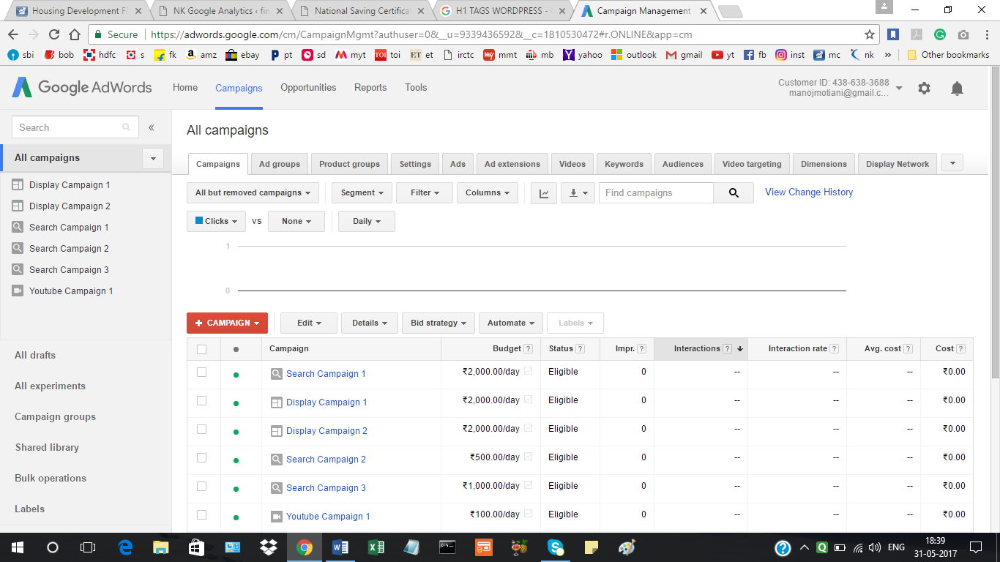 Housing Development F
NK Google Analytics ‹ fin
National Saving Certifica
H1 TAGS WORDPRESS -
Campaign Management
Secure
https://adwords.google.com/cm/CampaignMgmt?authuser=0&__u=9339436592&__c=1810530472#r.ONLINE&app=cm
sbi bob hdfc s fk amz ebay pt sd myt toi et irctc mmt mb yahoo outlook gmail yt fb inst mc nk » Other bookmarks
Google AdWords
Home Campaigns Opportunities Reports Tools
Customer ID: 438-638-3688
manojmotiani@gmail.c...
Search
«
All campaigns
Display Campaign 1
Display Campaign 2
Search Campaign 1
Search Campaign 2
Search Campaign 3
Youtube Campaign 1
All drafts
All experiments
Campaign groups
Shared library
Bulk operations
Labels
All campaigns
Campaigns Ad groups Product groups Settings Ads Ad extensions Videos Keywords Audiences Video targeting Dimensions Display Network
All but removed campaigns Segment Filter Columns Find campaigns View Change History
Clicks VS None Daily
1
0
+ CAMPAIGN Edit Details Bid strategy Automate Labels
Campaign Budget ? Status ? Impr. ? Interactions ? Interaction rate ? Avg. cost ? Cost ?
Search Campaign 1 ₹2,000.00/day Eligible 0 -- -- -- ₹0.00
Display Campaign 1 ₹2,000.00/day Eligible 0 -- -- -- ₹0.00
Display Campaign 2 ₹2,000.00/day Eligible 0 -- -- -- ₹0.00
Search Campaign 2 ₹500.00/day Eligible 0 -- -- -- ₹0.00
Search Campaign 3 ₹1,000.00/day Eligible 0 -- -- -- ₹0.00
Youtube Campaign 1 ₹100.00/day Eligible 0 -- -- -- ₹0.00
ENG
18:39
31-05-2017